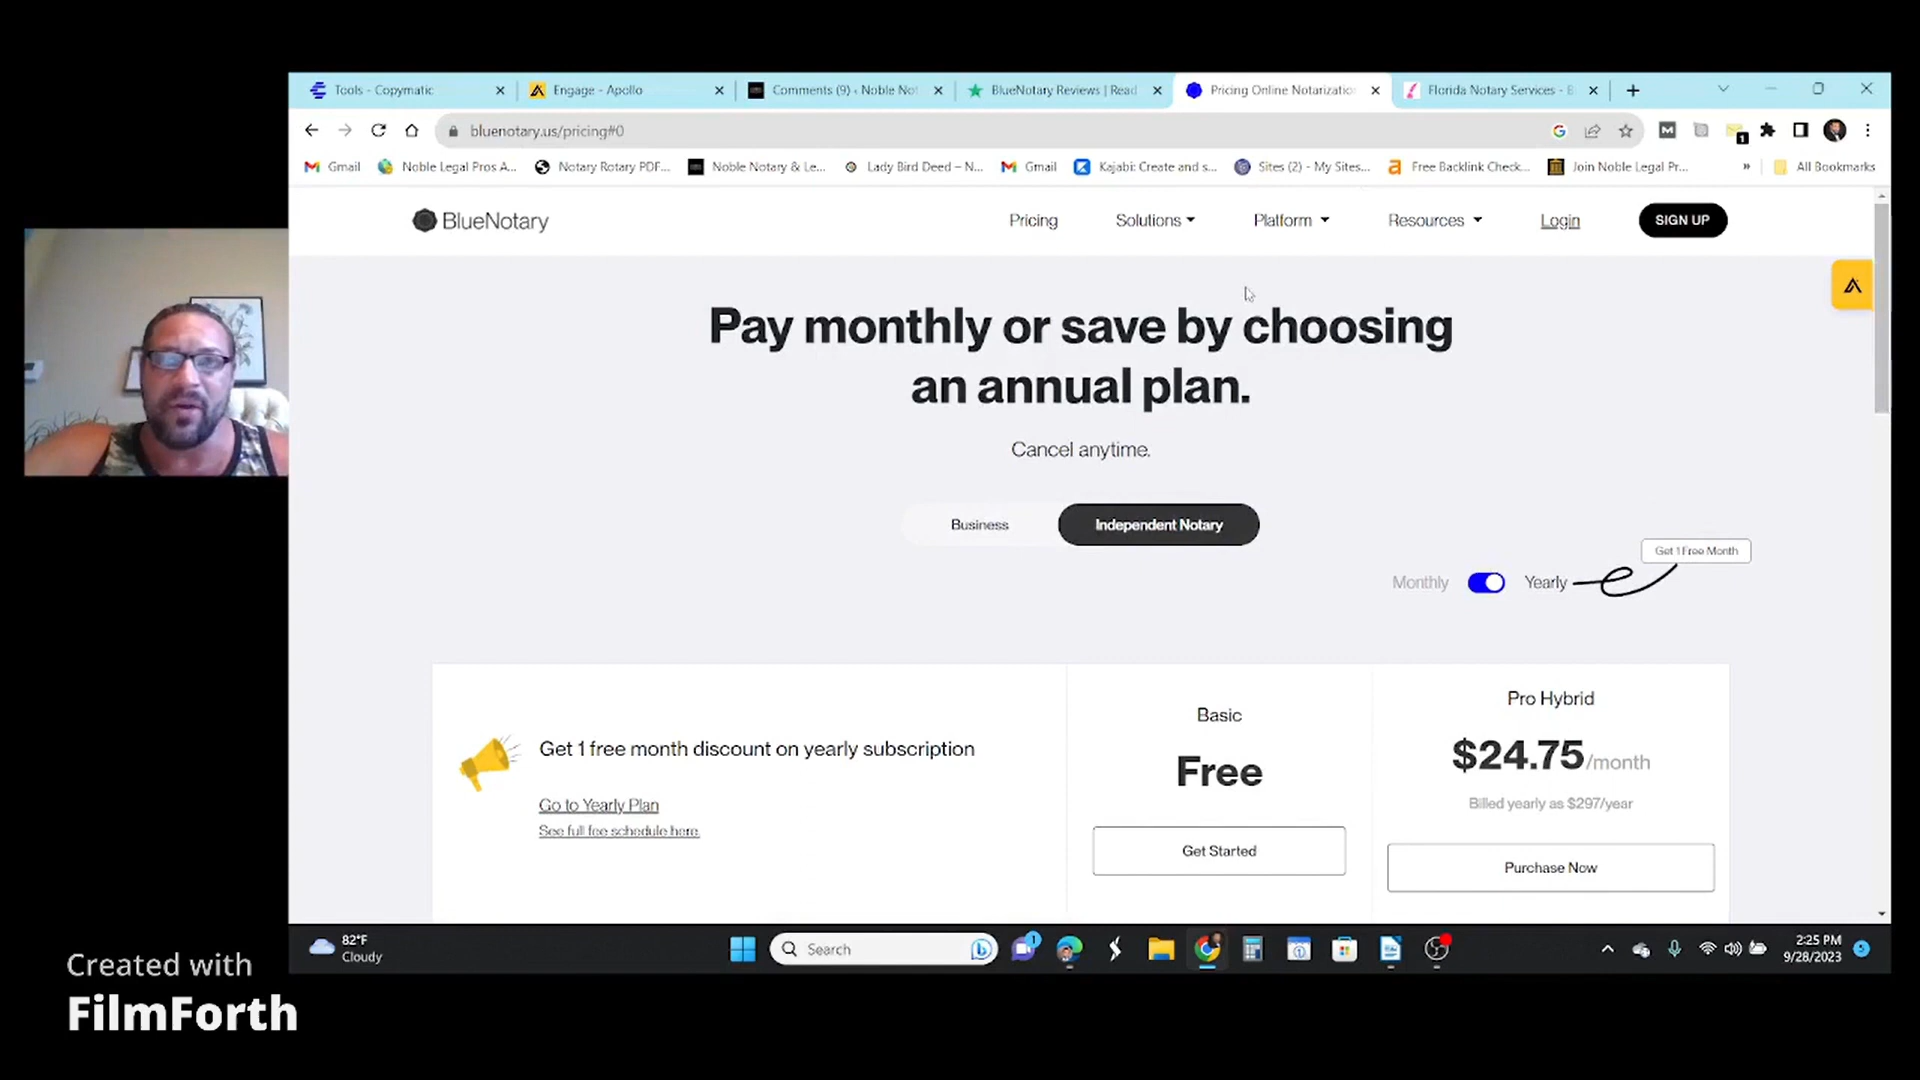 Tools - Copymatic
Engage - Apollo
Comments (9) ‹ Noble Not
BlueNotary Reviews | Read
Pricing Online Notarizatio
Florida Notary Services - B
bluenotary.us/pricing#0
Gmail
Noble Legal Pros A...
Notary Rotary PDF...
Noble Notary & Le...
Lady Bird Deed – N...
Gmail
Kajabi: Create and s...
Sites (2) - My Sites...
Free Backlink Check...
Join Noble Legal Pr...
»
All Bookmarks
BlueNotary
Pricing
Solutions
Platform
Resources
Login
SIGN UP
Pay monthly or save by choosing
an annual plan.
Cancel anytime.
Business
Independent Notary
Get 1 Free Month
Monthly
Yearly
Get 1 free month discount on yearly subscription
Go to Yearly Plan
See full fee schedule here.
Basic
Free
Get Started
Pro Hybrid
$24.75/month
Billed yearly as $297/year
Purchase Now
82°F
Cloudy
Search
2:25 PM
9/28/2023
Created with
FilmForth